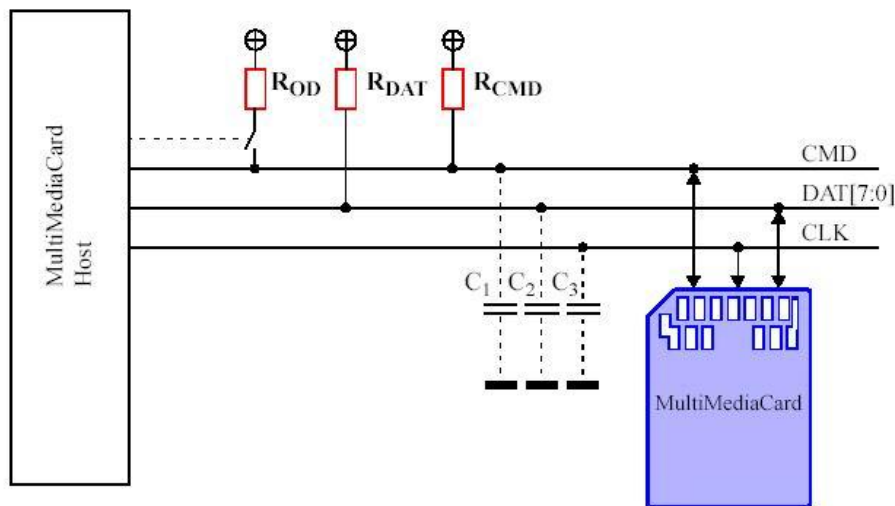 R_OD R_DAT R_CMD
MultiMediaCard
Host
CMD
DAT[7:0]
CLK
C_1 C_2 C_3
MultiMediaCard